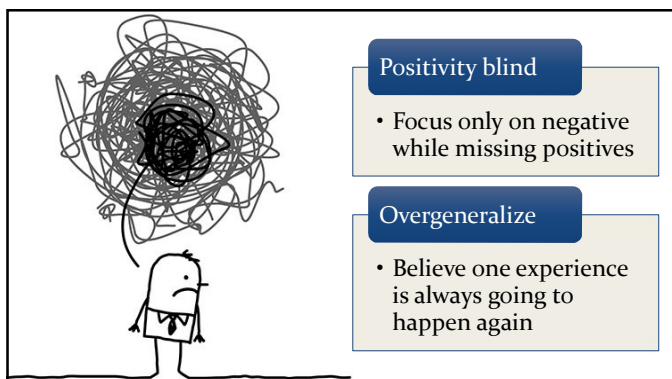 Positivity blind
• Focus only on negative
while missing positives
Overgeneralize
• Believe one experience
is always going to
happen again